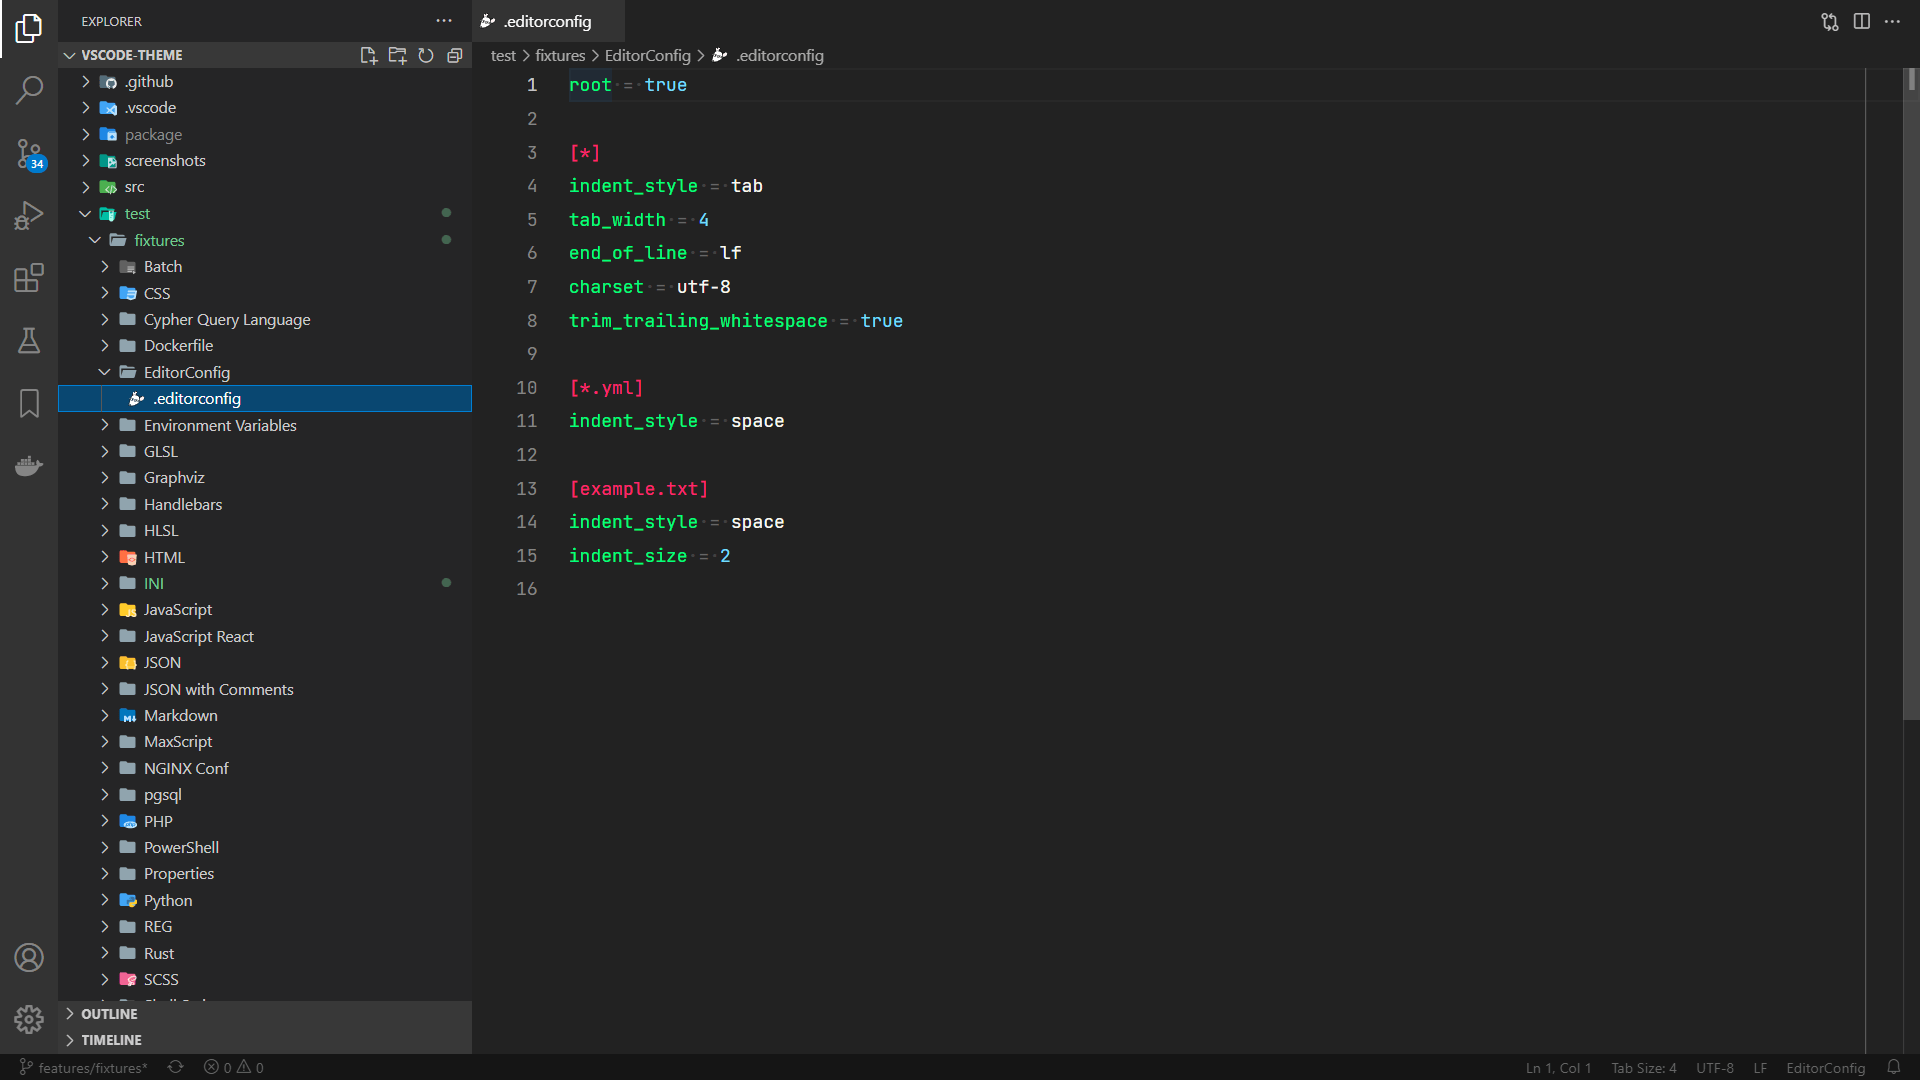 EXPLORER
VSCODE-THEME
.github
.vscode
package
screenshots
src
test
fixtures
Batch
CSS
Cypher Query Language
Dockerfile
EditorConfig
.editorconfig
Environment Variables
GLSL
Graphviz
Handlebars
HLSL
HTML
INI
JavaScript
JavaScript React
JSON
JSON with Comments
Markdown
MaxScript
NGINX Conf
pgsql
PHP
PowerShell
Properties
Python
REG
Rust
SCSS
OUTLINE
TIMELINE
34
.editorconfig
test > fixtures > EditorConfig > .editorconfig
1 root = true
2
3 [*]
4 indent_style = tab
5 tab_width = 4
6 end_of_line = lf
7 charset = utf-8
8 trim_trailing_whitespace = true
9
10 [*.yml]
11 indent_style = space
12
13 [example.txt]
14 indent_style = space
15 indent_size = 2
16
features/fixtures* 0 0 Ln 1, Col 1 Tab Size: 4 UTF-8 LF EditorConfig